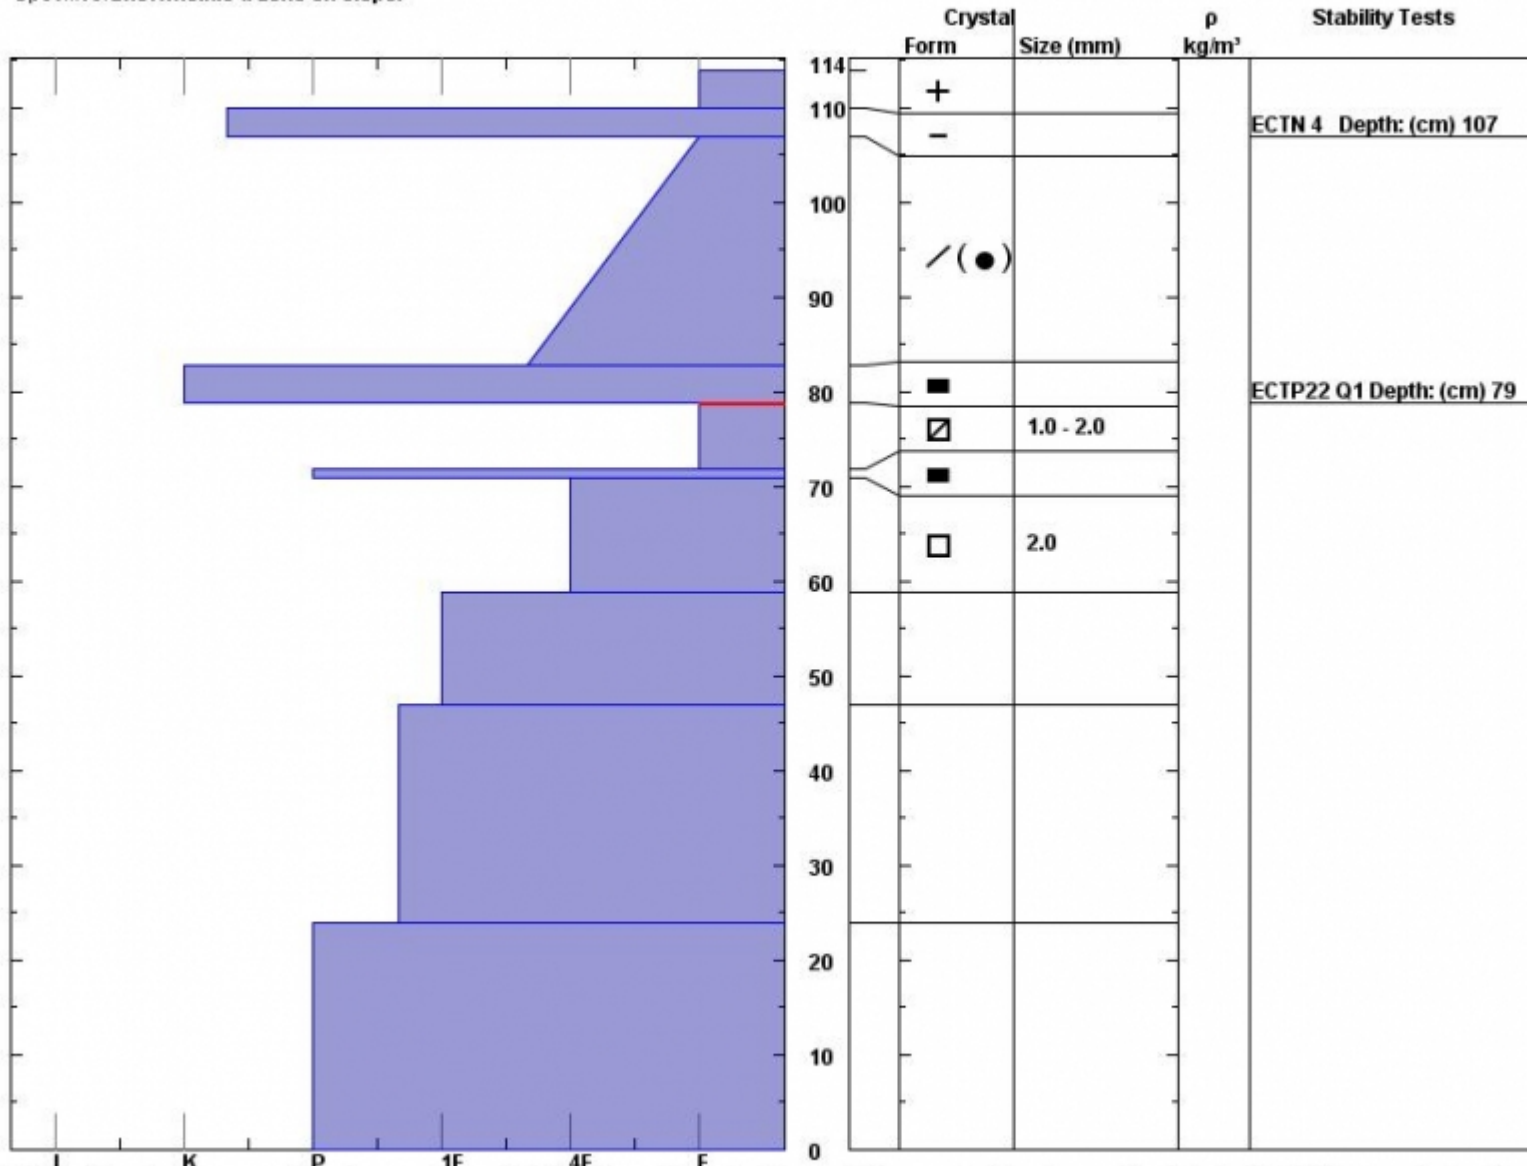 Crystal ρ Stability Tests
Form Size (mm) kg/m³
114
+
110
ECTN 4 Depth: (cm) 107
100
( )
90
80
ECTP22 Q1 Depth: (cm) 79
1.0 - 2.0
70
2.0
60
50
40
30
20
10
0
I K P 1F 4F F